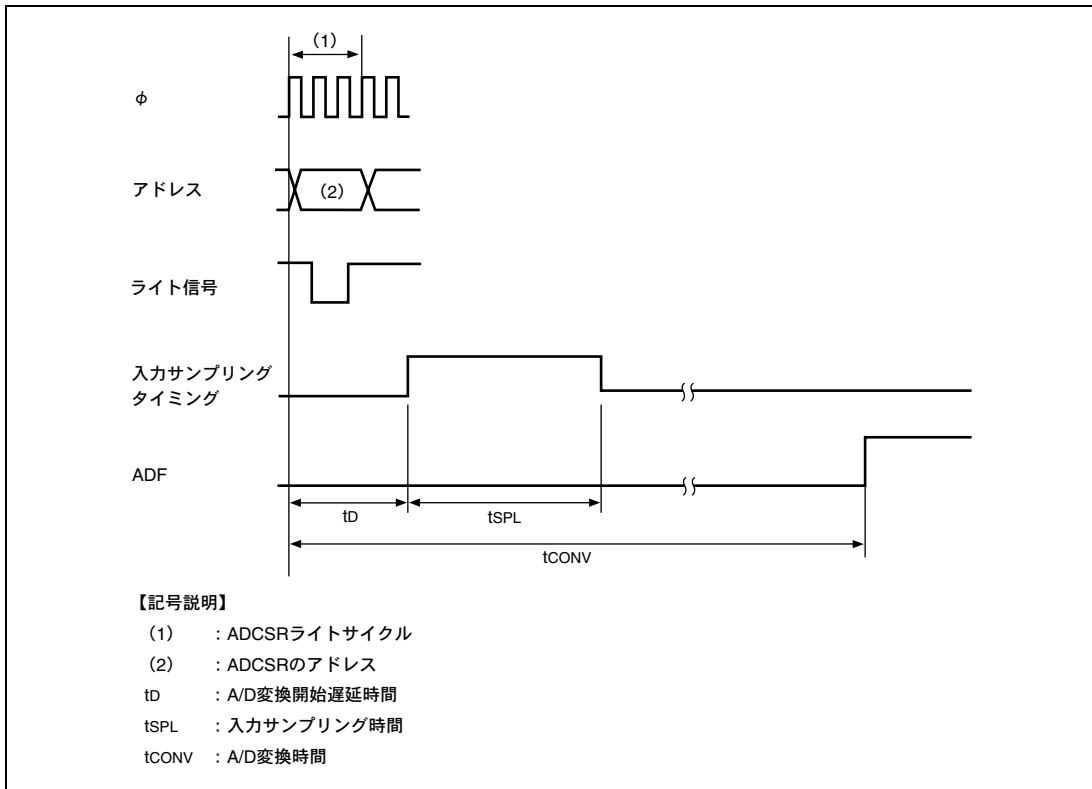 (1)
φ
アドレス
(2)
ライト信号
入力サンプリング
タイミング
ADF
tD
tSPL
tCONV
【記号説明】
(1) :ADCSRライトサイクル
(2) :ADCSRのアドレス
tD :A/D変換開始遅延時間
tSPL :入力サンプリング時間
tCONV :A/D変換時間